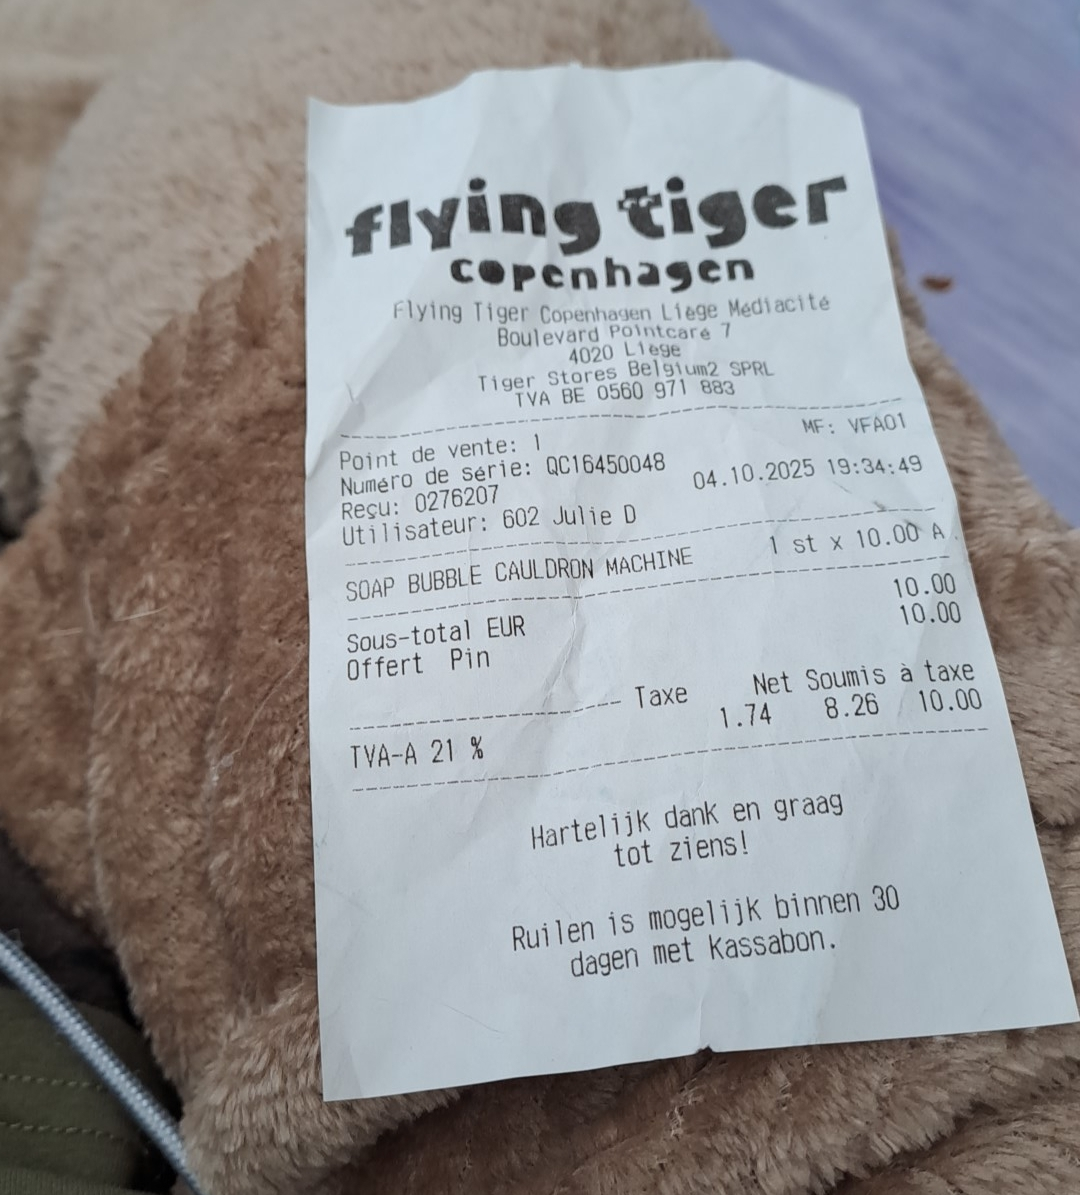 flying tiger
copenhagen
Flying Tiger Copenhagen Liège Médiacité
Boulevard Pointcaré 7
4020 Liège
Tiger Stores Belgium2 SPRL
TVA BE 0560 971 883
Point de vente: 1 MF: VFA01
Numéro de série: QC16450048
Reçu: 0276207 04.10.2025 19:34:49
Utilisateur: 602 Julie D
SOAP BUBBLE CAULDRON MACHINE 1 st x 10.00 A
Sous-total EUR 10.00
Offert Pin 10.00
Taxe Net Soumis à taxe
TVA-A 21 % 1.74 8.26 10.00
Hartelijk dank en graag
tot ziens!
Ruilen is mogelijk binnen 30
dagen met Kassabon.